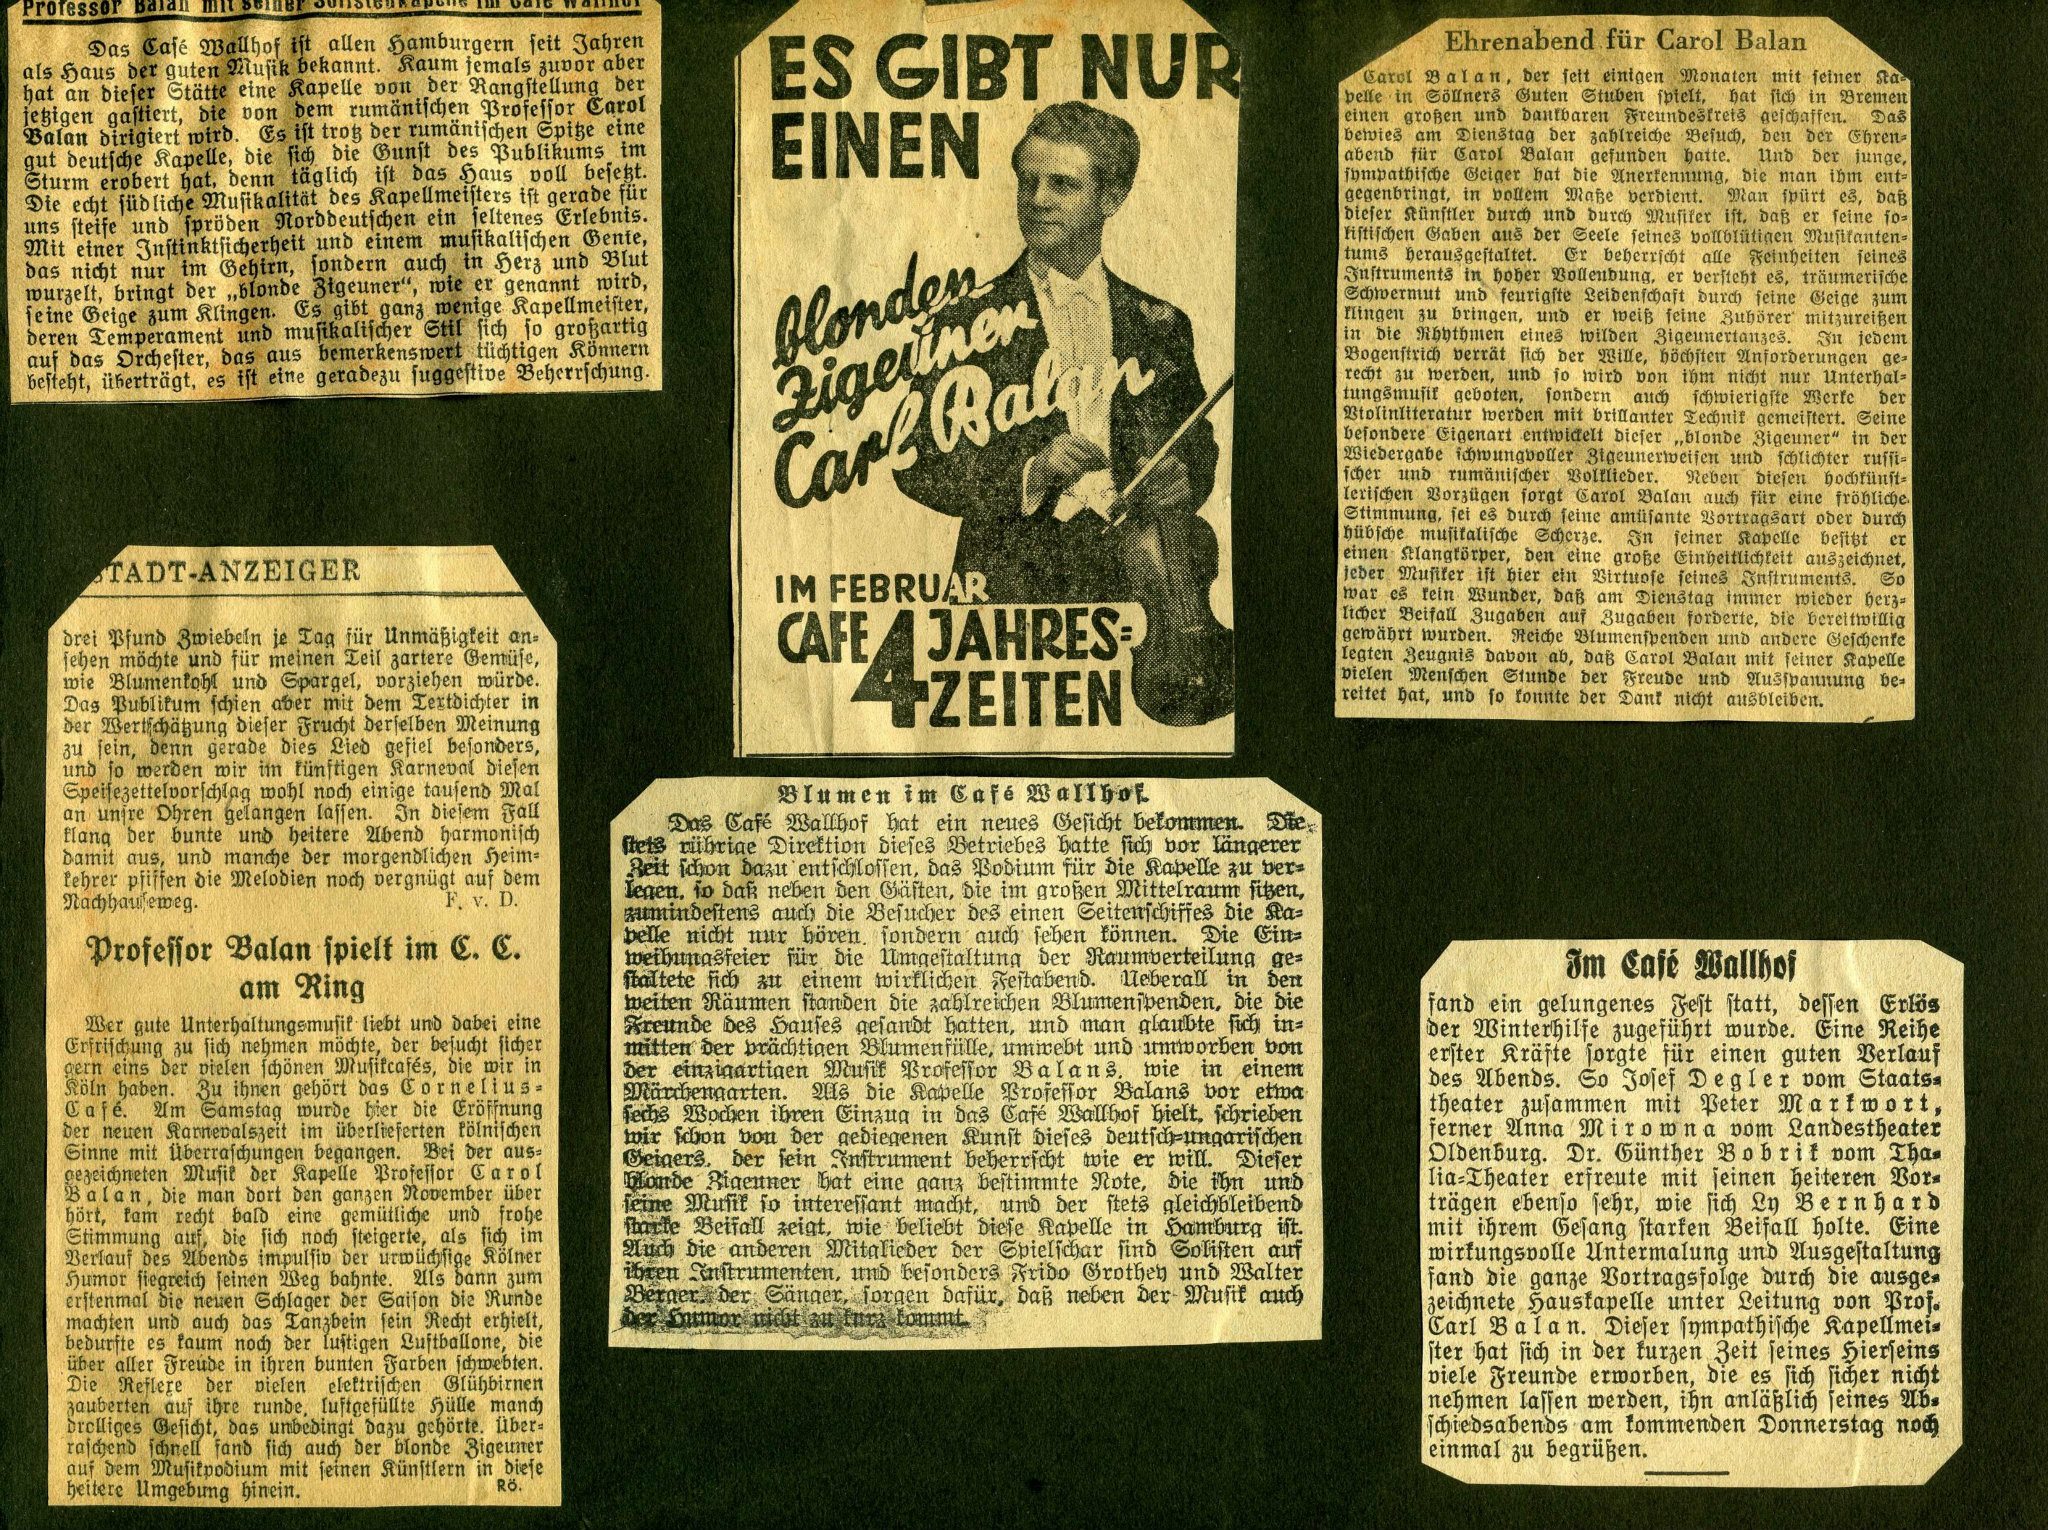 Professor Balan mit seiner Solistenkapelle im Café Wallhof
Das Café Wallhof ist allen Hamburgern seit Jahren
als Haus der guten Musik bekannt. Kaum jemals zuvor aber
hat an dieser Stätte eine Kapelle von der Rangstellung der
jetzigen gastiert, die von dem rumänischen Professor Carol
Balan dirigiert wird. Es ist trotz der rumänischen Spitze eine
gut deutsche Kapelle, die sich die Gunst des Publikums im
Sturm erobert hat, denn täglich ist das Haus voll besetzt.
Die echt südliche Musikalität des Kapellmeisters ist gerade für
uns steife und spröden Norddeutschen ein seltenes Erlebnis.
Mit einer Instinktsicherheit und einem musikalischen Genie,
das nicht nur im Gehirn, sondern auch in Herz und Blut
wurzelt, bringt der „blonde Zigeuner“, wie er genannt wird,
seine Geige zum Klingen. Es gibt ganz wenige Kapellmeister,
deren Temperament und musikalischer Stil sich so großartig
auf das Orchester, das aus bemerkenswert tüchtigen Könnern
besteht, überträgt, es ist eine geradezu suggestive Beherrschung.
STADT-ANZEIGER
drei Pfund Zwiebeln je Tag für Unmäßigkeit an-
sehen möchte und für meinen Teil zartere Gemüse,
wie Blumenkohl und Spargel, vorziehen würde.
Das Publikum schien aber mit dem Textdichter in
der Wertschätzung dieser Frucht derselben Meinung
zu sein, denn gerade dies Lied gefiel besonders,
und so werden wir im künftigen Karneval diesen
Speisezettelvorschlag wohl noch einige tausend Mal
an unsre Ohren gelangen lassen. In diesem Fall
klang der bunte und heitere Abend harmonisch
damit aus, und manche der morgendlichen Heim-
kehrer pfiffen die Melodien noch vergnügt auf dem
Nachhauseweg. F. v. D.
Professor Balan spielt im C. C.
am Ring
Wer gute Unterhaltungsmusik liebt und dabei eine
Erfrischung zu sich nehmen möchte, der besucht sicher
gern eins der vielen schönen Musikcafés, die wir in
Köln haben. Zu ihnen gehört das Cornelius-
Café. Am Samstag wurde hier die Eröffnung
der neuen Karnevalszeit im überlieferten kölnischen
Sinne mit Überraschungen begangen. Bei der aus-
gezeichneten Musik der Kapelle Professor Carol
Balan, die man dort den ganzen November über
hört, kam recht bald eine gemütliche und frohe
Stimmung auf, die sich noch steigerte, als sich im
Verlauf des Abends impulsiv der urwüchsige Kölner
Humor siegreich seinen Weg bahnte. Als dann zum
erstenmal die neuen Schlager der Saison die Runde
machten und auch das Tanzbein sein Recht erhielt,
bedurfte es kaum noch der lustigen Luftballone, die
über aller Freude in ihren bunten Farben schwebten.
Die Reflexe der vielen elektrischen Glühbirnen
zauberten auf ihre runde, luftgefüllte Hülle manch
drolliges Gesicht, das unbedingt dazu gehörte. Über-
raschend schnell fand sich auch der blonde Zigeuner
auf dem Musikpodium mit seinen Künstlern in diese
heitere Umgebung hinein. RÖ.
ES GIBT NUR
EINEN
blonden
Zigeuner
Carl Balan
IM FEBRUAR
CAFE 4 JAHRES-
ZEITEN
Blumen im Café Wallhof.
Das Café Wallhof hat ein neues Gesicht bekommen. Die
stets rührige Direktion dieses Betriebes hatte sich vor längerer
Zeit schon dazu entschlossen, das Podium für die Kapelle zu ver-
legen, so daß neben den Gästen, die im großen Mittelraum sitzen,
zumindestens auch die Besucher des einen Seitenschiffes die Ka-
pelle nicht nur hören, sondern auch sehen können. Die Ein-
weihungsfeier für die Umgestaltung der Raumverteilung ge-
staltete sich zu einem wirklichen Festabend. Ueberall in den
weiten Räumen standen die zahlreichen Blumenspenden, die die
Freunde des Hauses gesandt hatten, und man glaubte sich in-
mitten der prächtigen Blumenfülle, umwebt und umworben von
der einzigartigen Musik Professor Balans, wie in einem
Märchengarten. Als die Kapelle Professor Balans vor etwa
sechs Wochen ihren Einzug in das Café Wallhof hielt, schrieben
wir schon von der gediegenen Kunst dieses deutsch-ungarischen
Geigers, der sein Instrument beherrscht wie er will. Dieser
blonde Zigeuner hat eine ganz bestimmte Note, die ihn und
seine Musik so interessant macht, und der stets gleichbleibend
starke Beifall zeigt, wie beliebt diese Kapelle in Hamburg ist.
Auch die anderen Mitglieder der Spielschar sind Solisten auf
ihren Instrumenten, und besonders Frido Grothey und Walter
Berger, der Sänger, sorgen dafür, daß neben der Musik auch
der Humor nicht zu kurz kommt.
Ehrenabend für Carol Balan
Carol Balan, der seit einigen Monaten mit seiner Ka-
pelle in Söllners Guten Stuben spielt, hat sich in Bremen
einen großen und dankbaren Freundeskreis geschaffen. Das
bewies am Dienstag der zahlreiche Besuch, den der Ehren-
abend für Carol Balan gefunden hatte. Und der junge,
sympathische Geiger hat die Anerkennung, die man ihm ent-
gegenbringt, in vollem Maße verdient. Man spürt es, daß
dieser Künstler durch und durch Musiker ist, daß er seine so-
listischen Gaben aus der Seele seines vollblütigen Musikanten-
tums herausgestaltet. Er beherrscht alle Feinheiten seines
Instruments in hoher Vollendung, er versteht es, träumerische
Schwermut und feurigste Leidenschaft durch seine Geige zum
klingen zu bringen, und er weiß seine Zuhörer mitzureißen
in die Rhythmen eines wilden Zigeunertanzes. In jedem
Bogenstrich verrät sich der Wille, höchsten Anforderungen ge-
recht zu werden, und so wird von ihm nicht nur Unterhal-
tungsmusik geboten, sondern auch schwierigste Werke der
Violinliteratur werden mit brillanter Technik gemeistert. Seine
besondere Eigenart entwickelt dieser „blonde Zigeuner“ in der
Wiedergabe schwungvoller Zigeunerweisen und schlichter russi-
scher und rumänischer Volklieder. Neben diesen hochkünst-
lerischen Vorzügen sorgt Carol Balan auch für eine fröhliche
Stimmung, sei es durch seine amüsante Vortragsart oder durch
hübsche musikalische Scherze. In seiner Kapelle besitzt er
einen Klangkörper, den eine große Einheitlichkeit auszeichnet,
jeder Musiker ist hier ein Virtuose seines Instruments. So
war es kein Wunder, daß am Dienstag immer wieder herz-
licher Beifall Zugaben auf Zugaben forderte, die bereitwillig
gewährt wurden. Reiche Blumenspenden und andere Geschenke
legten Zeugnis davon ab, daß Carol Balan mit seiner Kapelle
vielen Menschen Stunde der Freude und Ausspannung be-
reitet hat, und so konnte der Dank nicht ausbleiben.
Im Café Wallhof
fand ein gelungenes Fest statt, dessen Erlös
der Winterhilfe zugeführt wurde. Eine Reihe
erster Kräfte sorgte für einen guten Verlauf
des Abends. So Josef Degler vom Staats-
theater zusammen mit Peter Markwort,
ferner Anna Mirowna vom Landestheater
Oldenburg. Dr. Günther Bobrik vom Tha-
lia-Theater erfreute mit seinen heiteren Vor-
trägen ebenso sehr, wie sich Ly Bernhard
mit ihrem Gesang starken Beifall holte. Eine
wirkungsvolle Untermalung und Ausgestaltung
fand die ganze Vortragsfolge durch die ausge-
zeichnete Hauskapelle unter Leitung von Prof.
Carl Balan. Dieser sympathische Kapellmei-
ster hat sich in der kurzen Zeit seines Hierseins
viele Freunde erworben, die es sich sicher nicht
nehmen lassen werden, ihn anläßlich seines Ab-
schiedsabends am kommenden Donnerstag noch
einmal zu begrüßen.